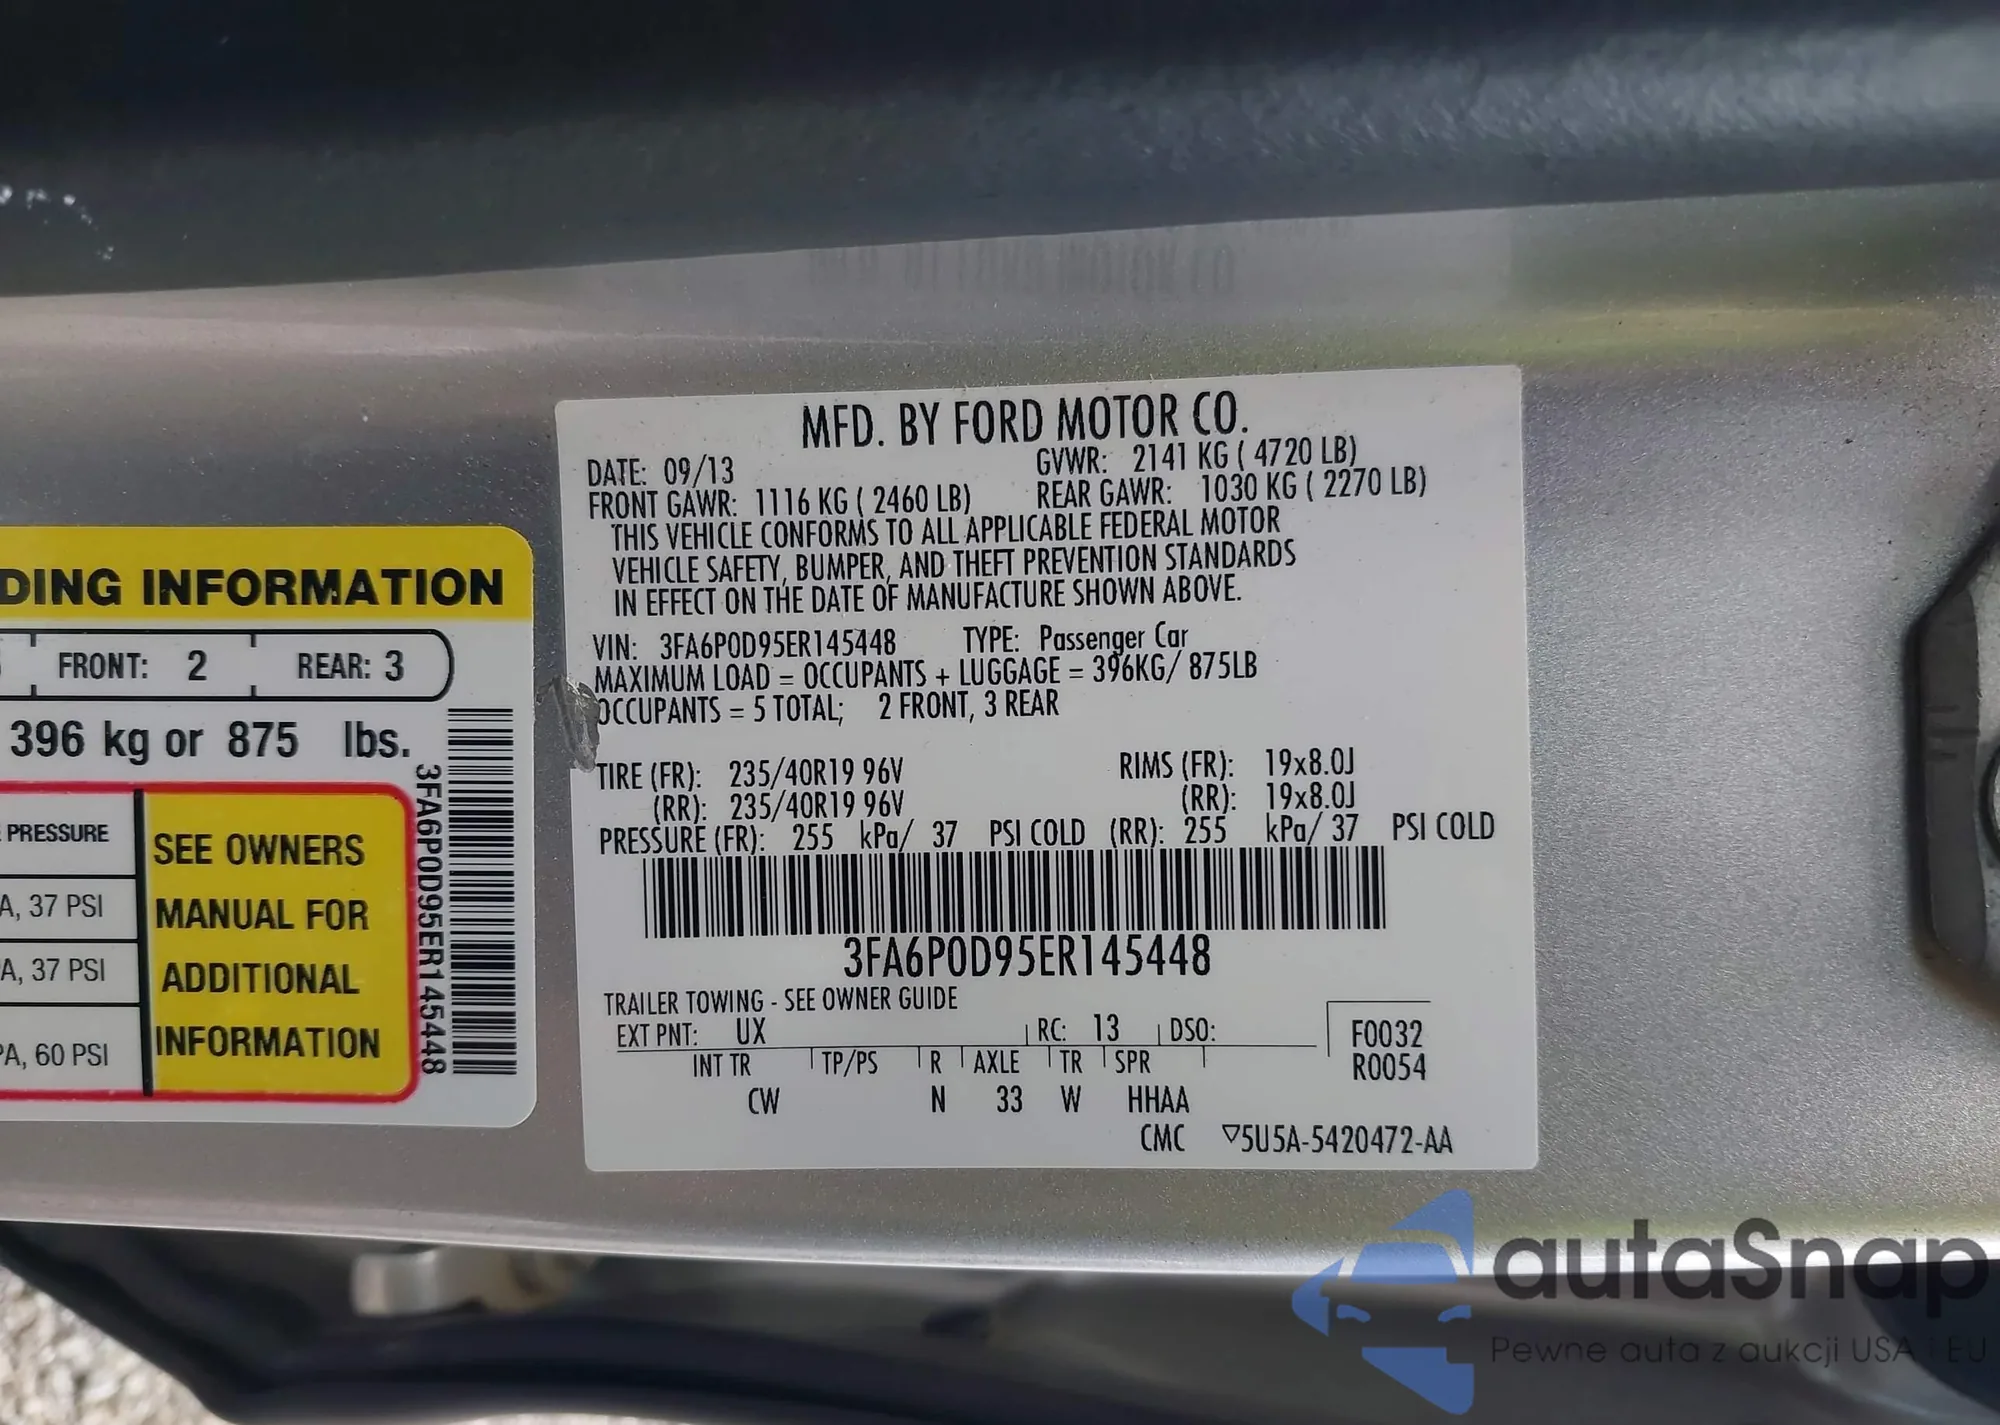 DING INFORMATION
FRONT: 2 REAR: 3
396 kg or 875 lbs.
PRESSURE
A, 37 PSI
A, 37 PSI
PA, 60 PSI
SEE OWNERS
MANUAL FOR
ADDITIONAL
INFORMATION
3FA6P0D95ER145448
MFD. BY FORD MOTOR CO.
DATE: 09/13 GVWR: 2141 KG ( 4720 LB)
FRONT GAWR: 1116 KG ( 2460 LB) REAR GAWR: 1030 KG ( 2270 LB)
THIS VEHICLE CONFORMS TO ALL APPLICABLE FEDERAL MOTOR
VEHICLE SAFETY, BUMPER, AND THEFT PREVENTION STANDARDS
IN EFFECT ON THE DATE OF MANUFACTURE SHOWN ABOVE.
VIN: 3FA6P0D95ER145448 TYPE: Passenger Car
MAXIMUM LOAD = OCCUPANTS + LUGGAGE = 396KG/ 875LB
OCCUPANTS = 5 TOTAL; 2 FRONT, 3 REAR
TIRE (FR): 235/40R19 96V RIMS (FR): 19x8.0J
(RR): 235/40R19 96V (RR): 19x8.0J
PRESSURE (FR): 255 kPa/ 37 PSI COLD (RR): 255 kPa/ 37 PSI COLD
3FA6P0D95ER145448
TRAILER TOWING - SEE OWNER GUIDE
EXT PNT: UX RC: 13 DSO: F0032
INT TR TP/PS R AXLE TR SPR R0054
CW N 33 W HHAA
CMC ▽5U5A-5420472-AA
autaSnap
Pewne auta z aukcji USA i EU